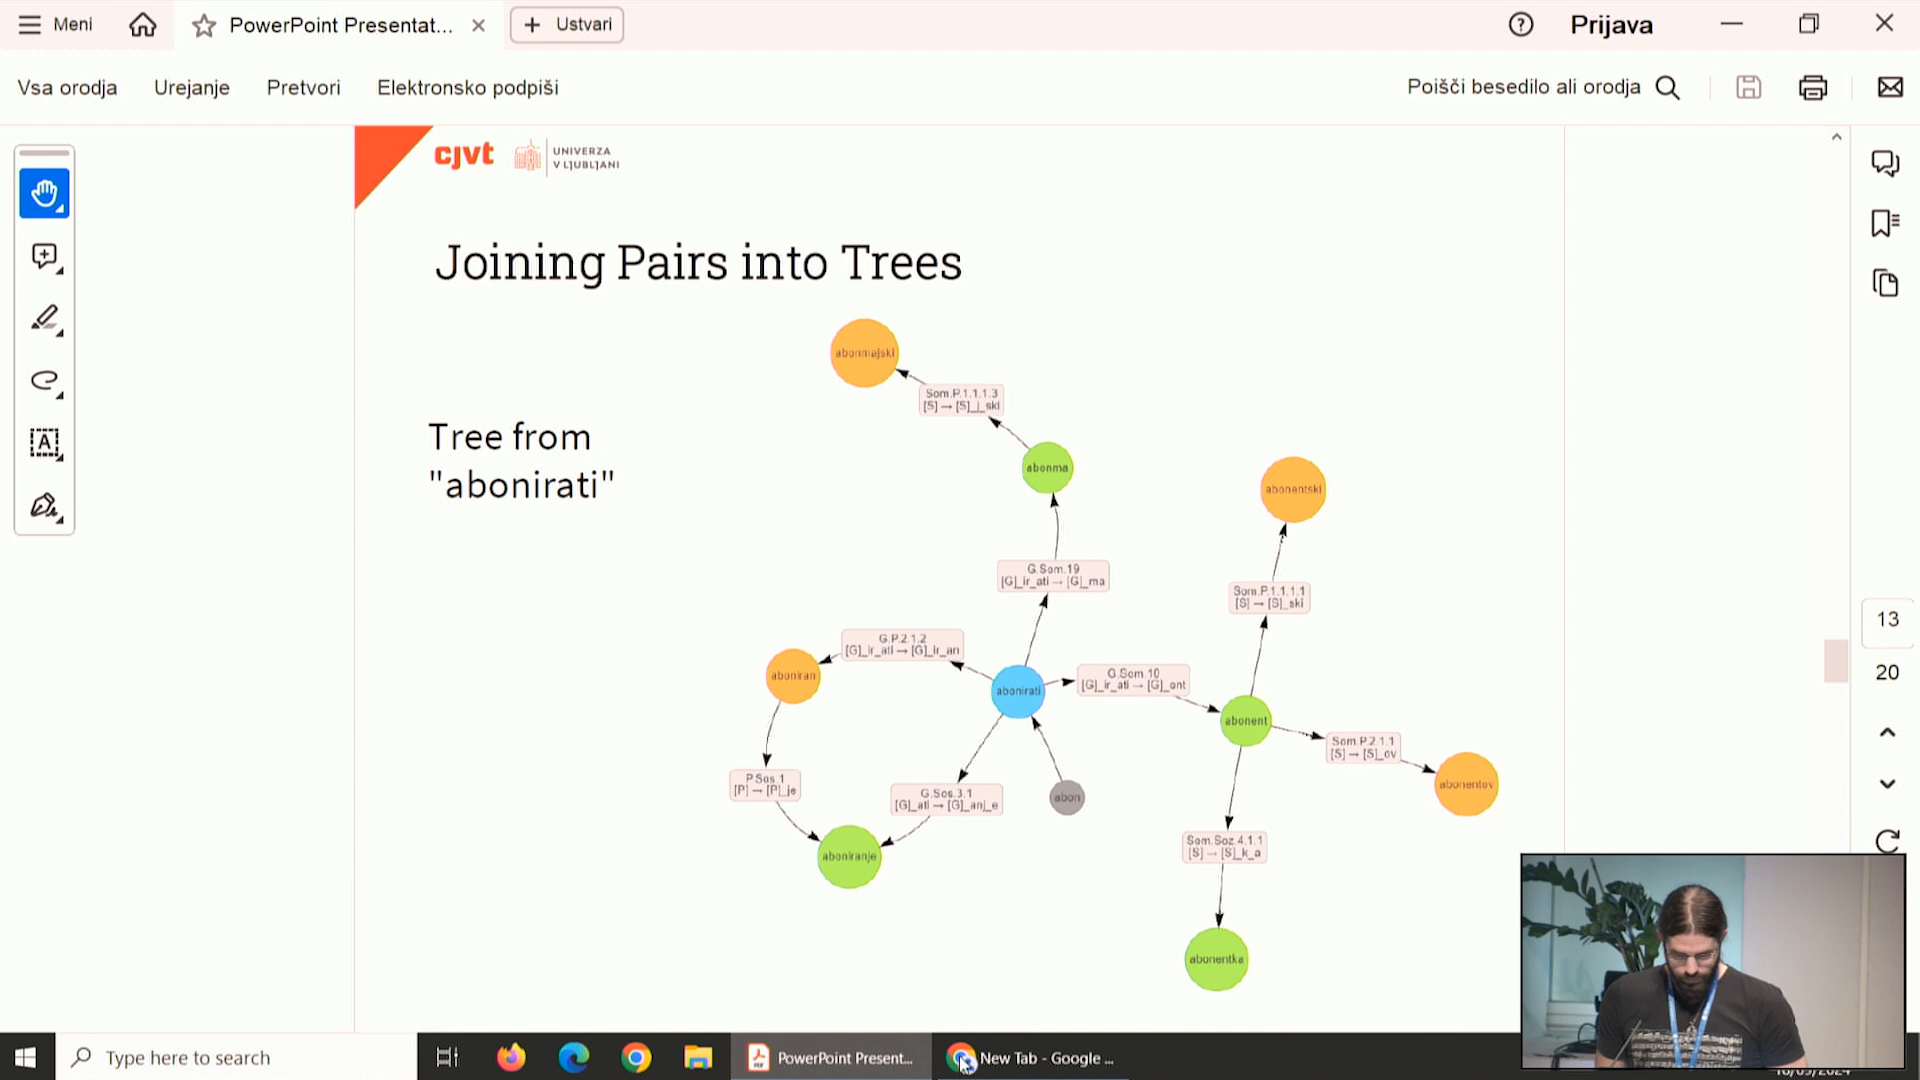 Meni
PowerPoint Presentat...
Ustvari
Prijava
Vsa orodja
Urejanje
Pretvori
Elektronsko podpiši
Poišči besedilo ali orodja
cjvt
UNIVERZA
V LJUBLJANI
Joining Pairs into Trees
Tree from
"abonirati"
abonmajski
Som.P.1.1.1.3
[S] → [S]_j_ski
abonma
G.Som.19
[G]_ir_ati → [G]_ma
abonentski
Som.P.1.1.1.1
[S] → [S]_ski
G.P.2.1.2
[G]_ir_ati → [G]_ir_an
aboniran
abonirati
G.Som.10
[G]_ir_ati → [G]_ent
abonent
Som.P.2.1.1
[S] → [S]_ov
abonentov
P.Sos.1
[P] → [P]_je
G.Sos.3.1
[G]_ati → [G]_anj_e
abon
aboniranje
Som.Soz.4.1.1
[S] → [S]_k_a
abonentka
13
20
Type here to search
PowerPoint Present...
New Tab - Google ...